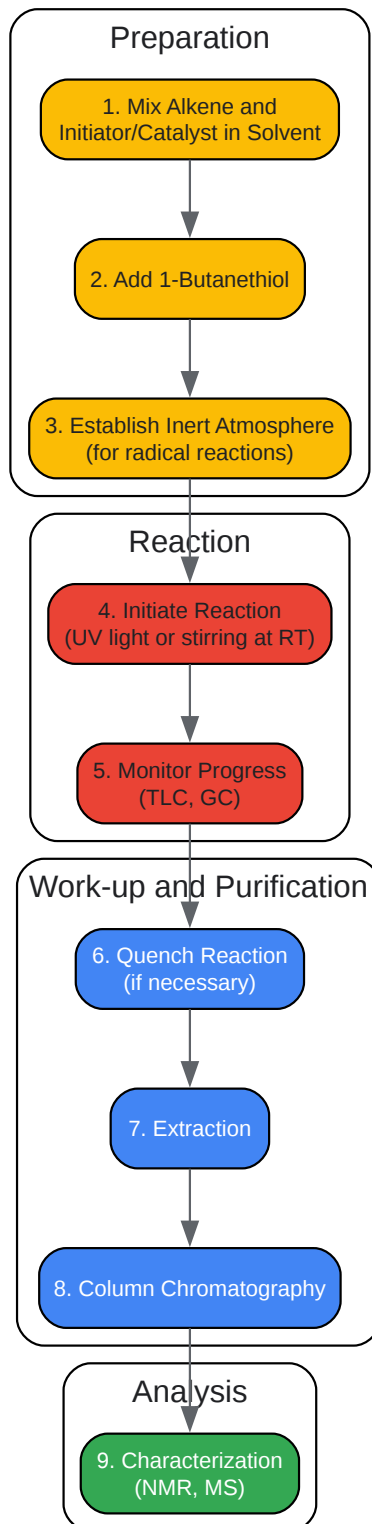 Preparation
1. Mix Alkene and
Initiator/Catalyst in Solvent
2. Add 1-Butanethiol
3. Establish Inert Atmosphere
(for radical reactions)
Reaction
4. Initiate Reaction
(UV light or stirring at RT)
5. Monitor Progress
(TLC, GC)
Work-up and Purification
6. Quench Reaction
(if necessary)
7. Extraction
8. Column Chromatography
Analysis
9. Characterization
(NMR, MS)